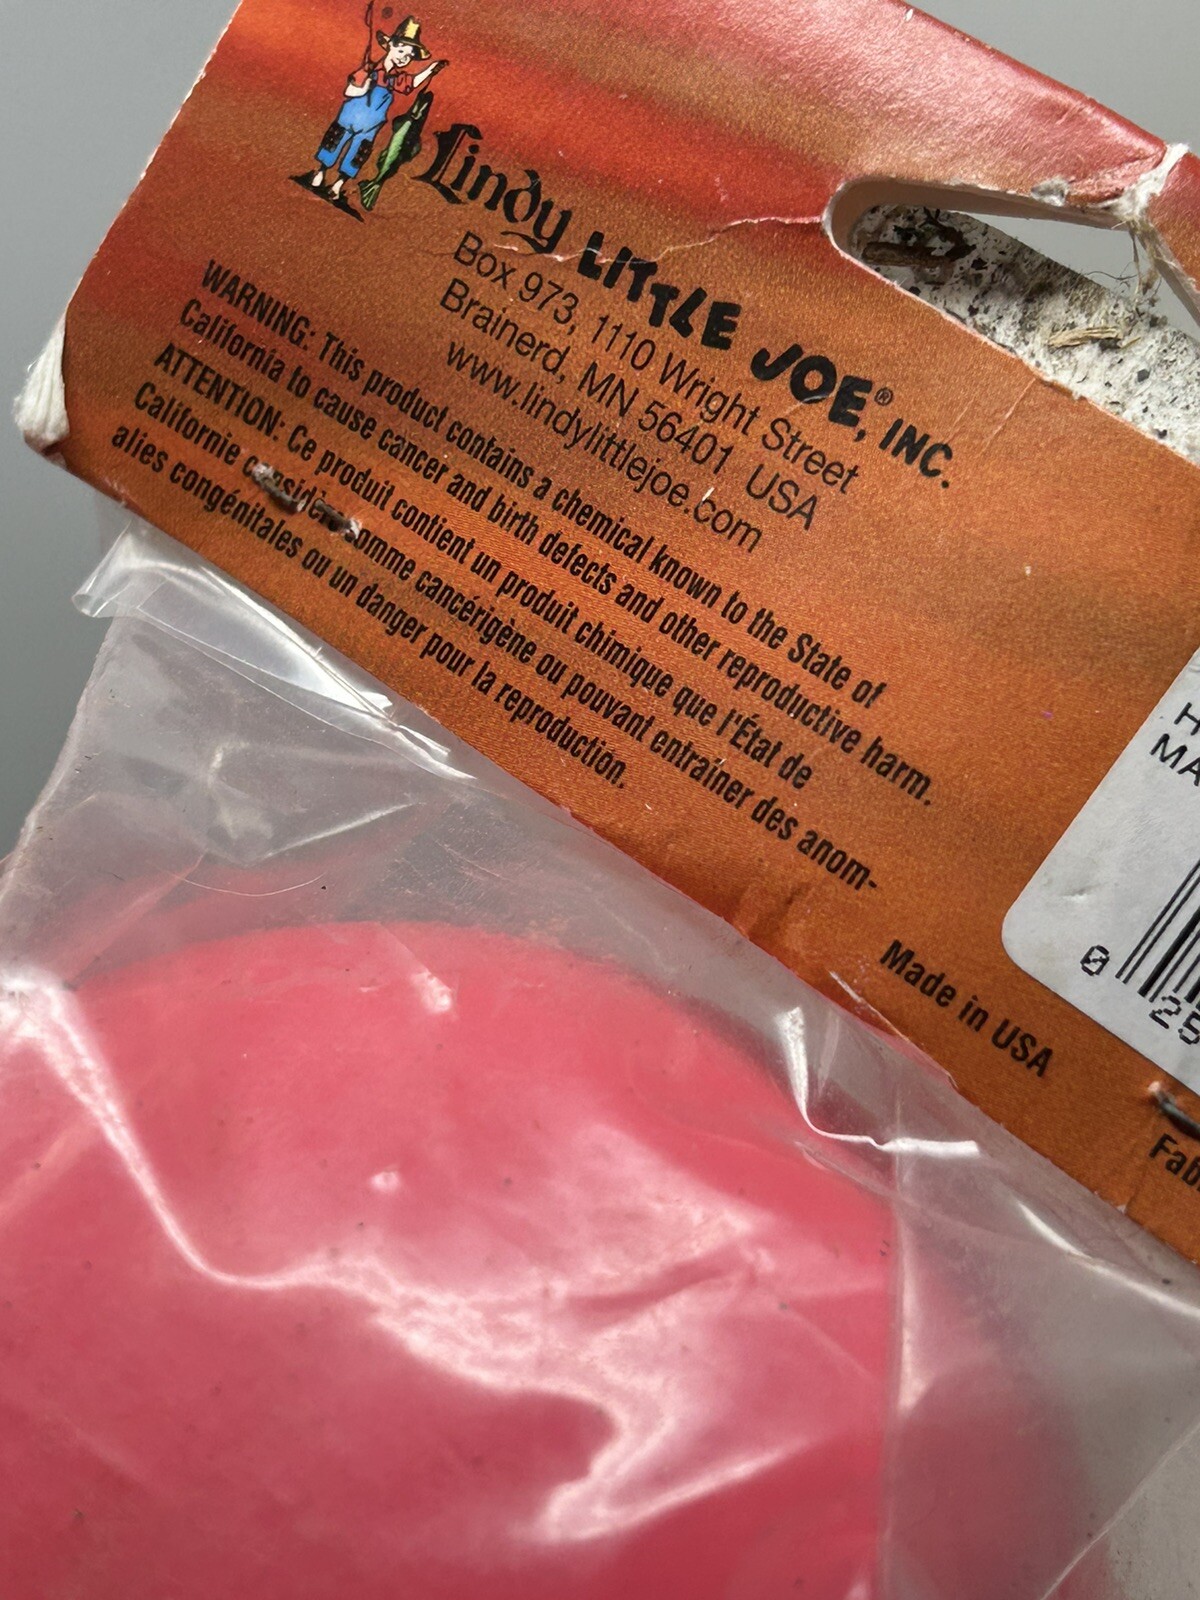 Lindy LITTLE JOE®, INC.
Box 973, 1110 Wright Street
Brainerd, MN 56401 USA
www.lindylittlejoe.com
WARNING: This product contains a chemical known to the State of
California to cause cancer and birth defects and other reproductive harm.
ATTENTION: Ce produit contient un produit chimique que l'État de
Californie considère comme cancérigène ou pouvant entrainer des anom-
alies congénitales ou un danger pour la reproduction.
Made in USA
0
25